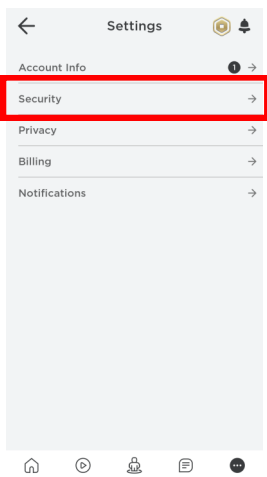 Settings
Account Info 1
Security
Privacy
Billing
Notifications